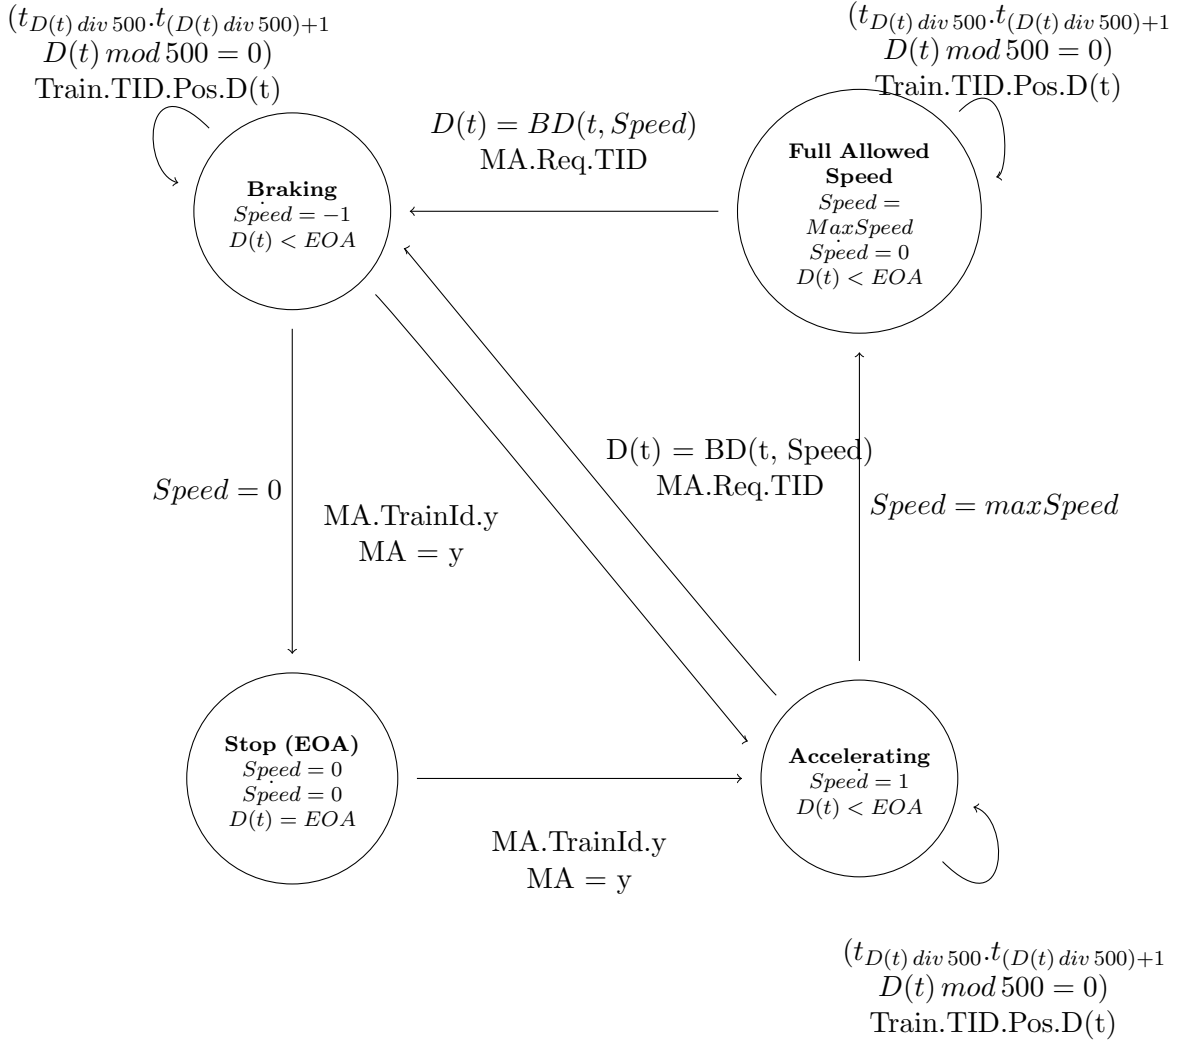 (t_{D(t) div 500}.t_{(D(t) div 500)+1}
D(t) mod 500 = 0)
Train.TID.Pos.D(t)
(t_{D(t) div 500}.t_{(D(t) div 500)+1}
D(t) mod 500 = 0)
Train.TID.Pos.D(t)
D(t) = BD(t, Speed)
MA.Req.TID
Braking
Speėd = −1
D(t) < EOA
Full Allowed
Speed
Speed =
MaxSpeed
Speėd = 0
D(t) < EOA
D(t) = BD(t, Speed)
MA.Req.TID
Speed = 0
MA.TrainId.y
MA = y
Speed = maxSpeed
Stop (EOA)
Speed = 0
Speėd = 0
D(t) = EOA
Accelerating
Speėd = 1
D(t) < EOA
MA.TrainId.y
MA = y
(t_{D(t) div 500}.t_{(D(t) div 500)+1}
D(t) mod 500 = 0)
Train.TID.Pos.D(t)